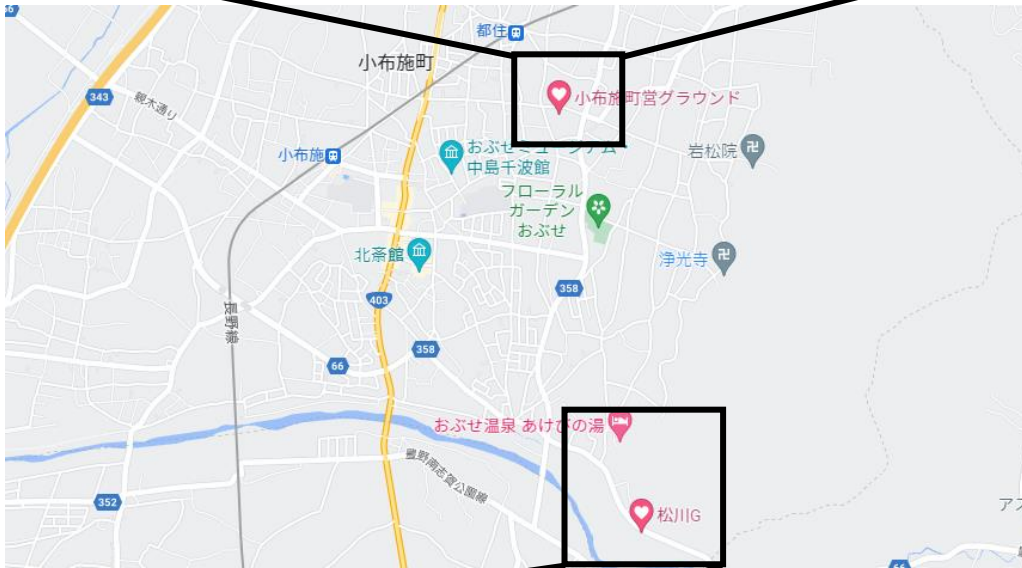 66
都住
小布施町
343
親木通り
小布施町営グラウンド
小布施
おぶせミュージアム・
中島千波館
岩松院
フローラル
ガーデン
おぶせ
北斎館
浄光寺
358
403
長野線
358
66
おぶせ温泉 あけびの湯
豊野南志賀公園線
352
松川G
アス
66